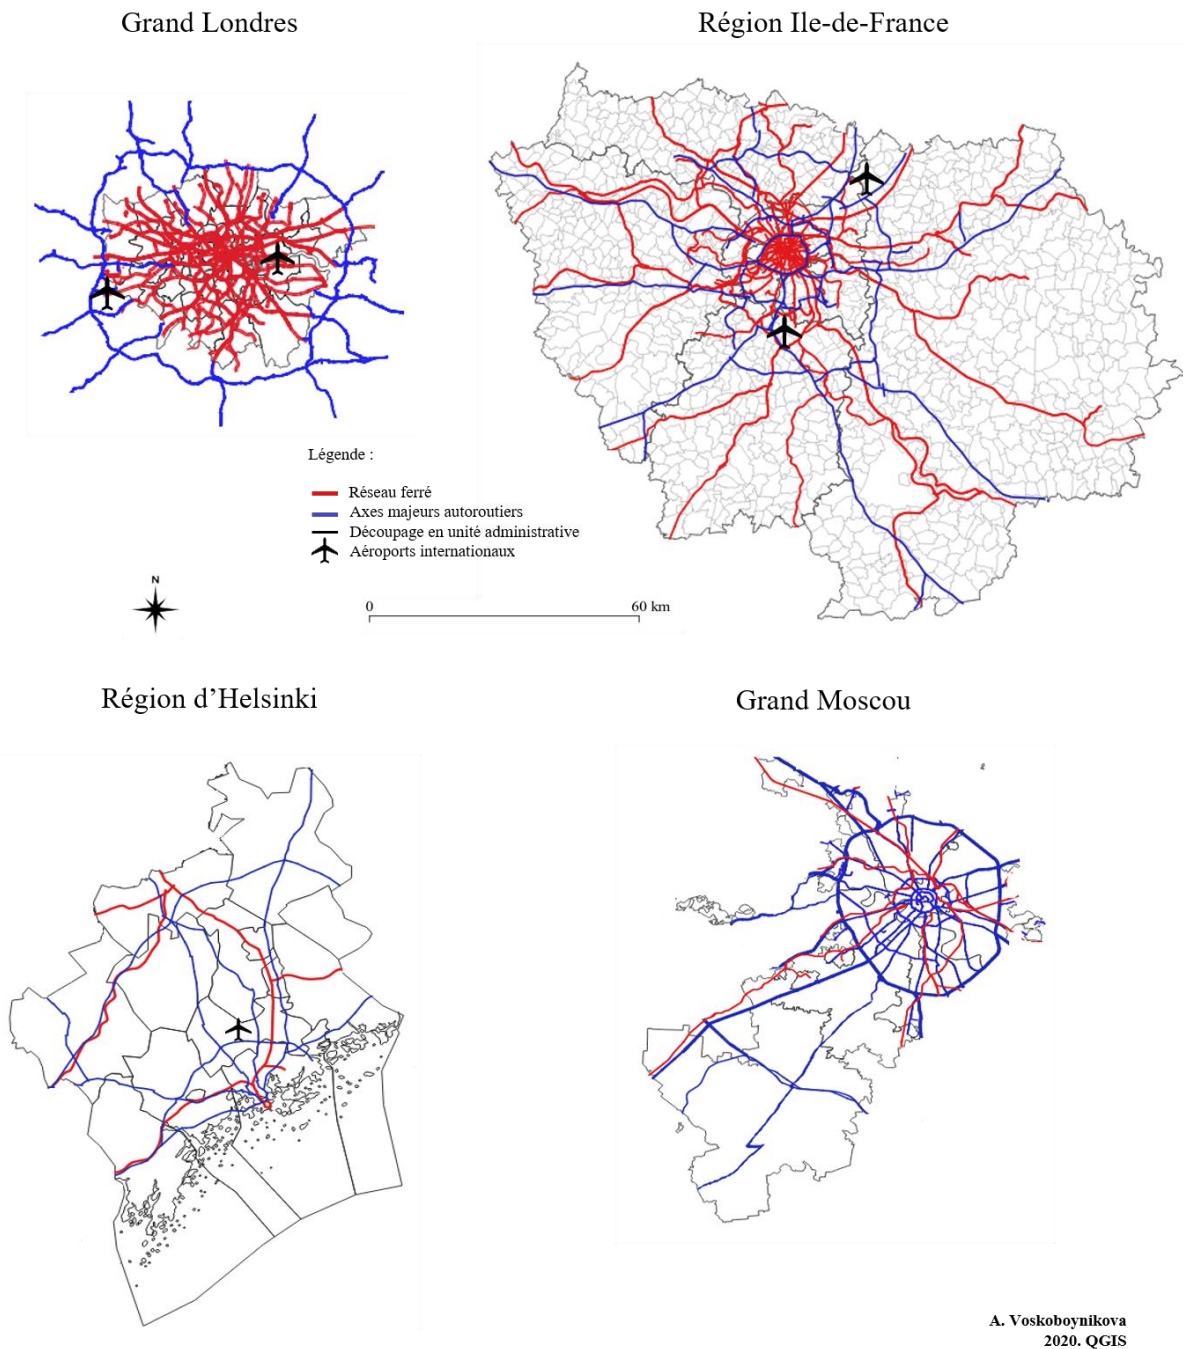 Grand Londres
Région Ile-de-France
Légende :
Réseau ferré
Axes majeurs autoroutiers
Découpage en unité administrative
Aéroports internationaux
N
0
60 km
Région d’Helsinki
Grand Moscou
A. Voskoboynikova
2020. QGIS